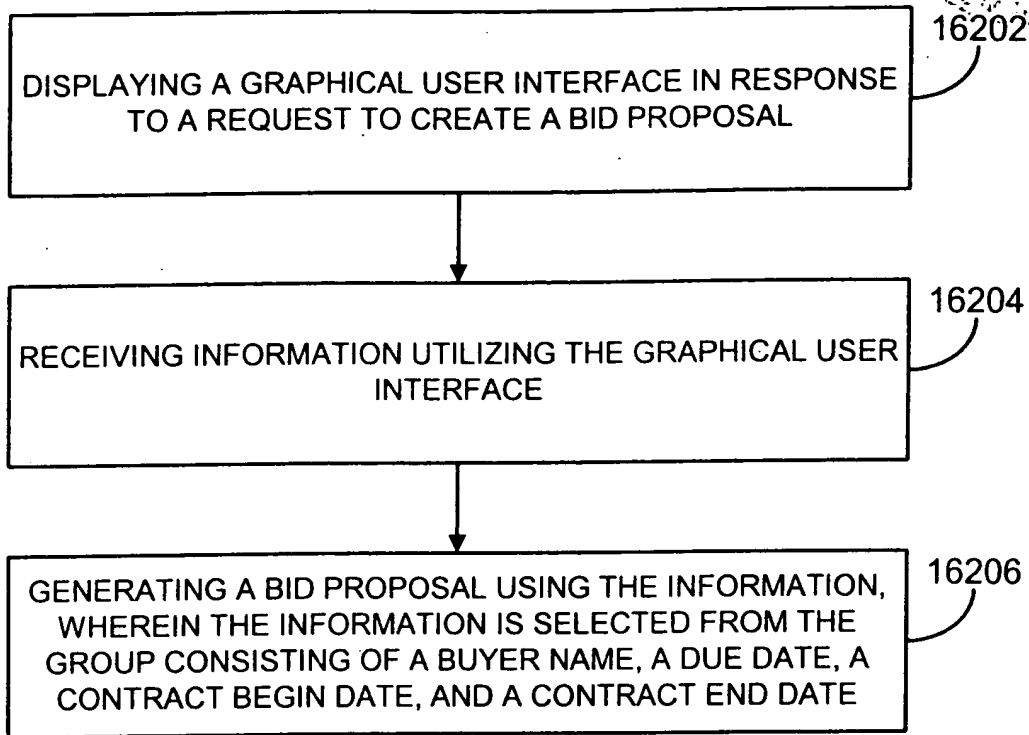 16202
DISPLAYING A GRAPHICAL USER INTERFACE IN RESPONSE
TO A REQUEST TO CREATE A BID PROPOSAL
16204
RECEIVING INFORMATION UTILIZING THE GRAPHICAL USER
INTERFACE
16206
GENERATING A BID PROPOSAL USING THE INFORMATION,
WHEREIN THE INFORMATION IS SELECTED FROM THE
GROUP CONSISTING OF A BUYER NAME, A DUE DATE, A
CONTRACT BEGIN DATE, AND A CONTRACT END DATE